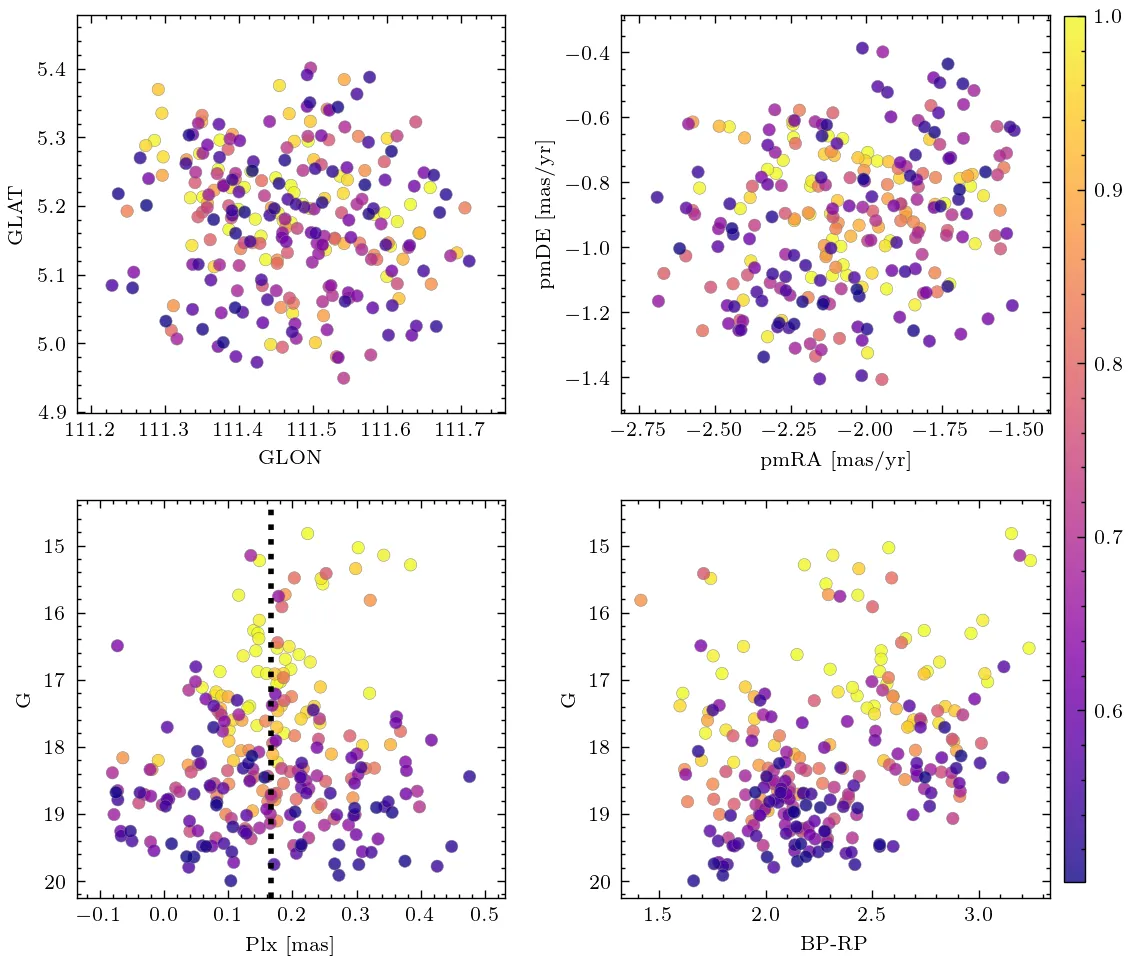 5.4
5.3
5.2
5.1
5.0
4.9
GLAT
111.2 111.3 111.4 111.5 111.6 111.7
GLON
−0.4
−0.6
−0.8
−1.0
−1.2
−1.4
pmDE [mas/yr]
−2.75 −2.50 −2.25 −2.00 −1.75 −1.50
pmRA [mas/yr]
1.0
0.9
0.8
0.7
0.6
15
16
17
18
19
20
G
−0.1 0.0 0.1 0.2 0.3 0.4 0.5
Plx [mas]
15
16
17
18
19
20
G
1.5 2.0 2.5 3.0
BP-RP